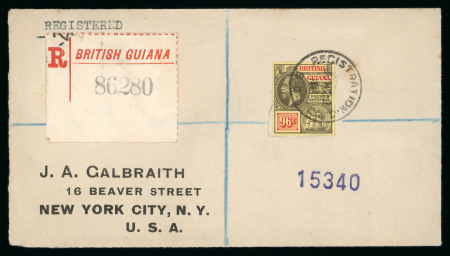 REGISTERED
R BRITISH GUIANA
86280
BRITISH
GUIANA
96c
REGISTRATION
J. A. GALBRAITH
16 BEAVER STREET
NEW YORK CITY, N. Y.
U. S. A.
15340